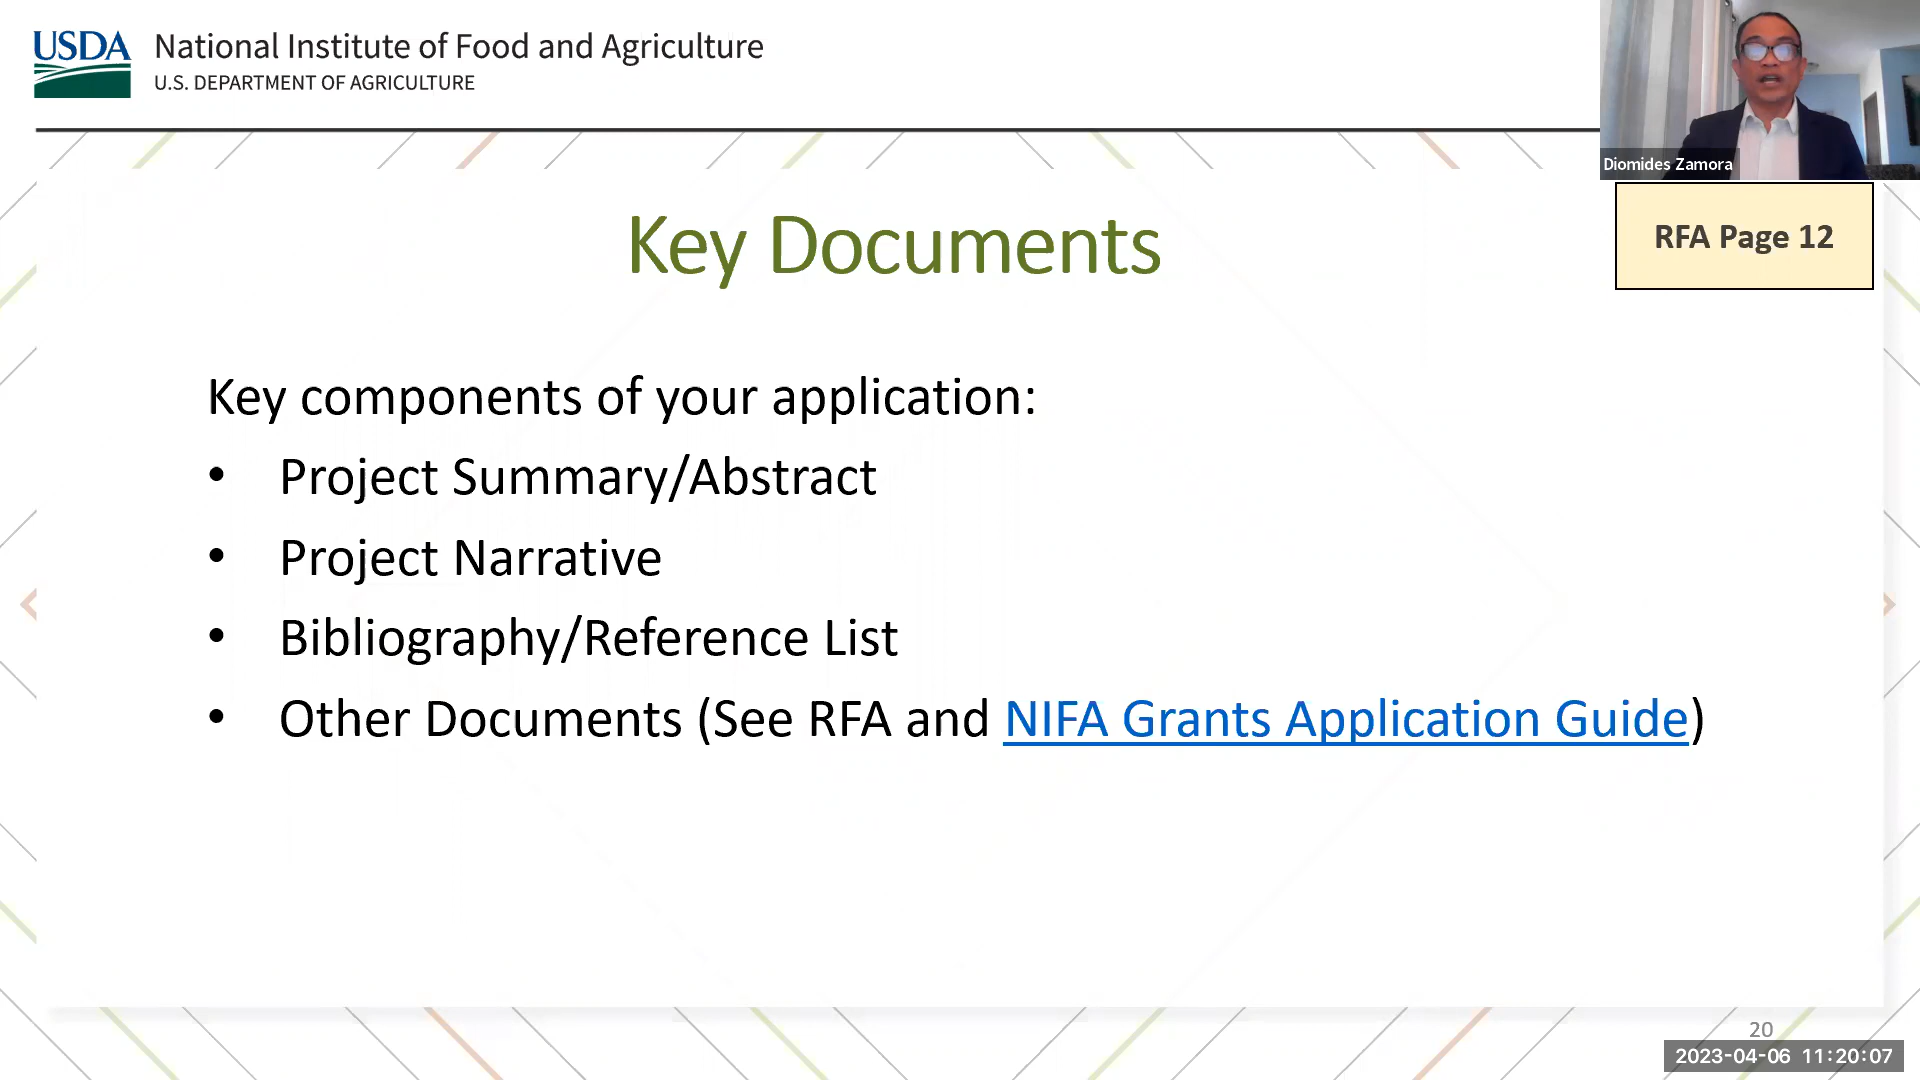 USDA
National Institute of Food and Agriculture
U.S. DEPARTMENT OF AGRICULTURE
Diomides Zamora
RFA Page 12
Key Documents
Key components of your application:
• Project Summary/Abstract
• Project Narrative
• Bibliography/Reference List
• Other Documents (See RFA and NIFA Grants Application Guide)
20
2023-04-06 11:20:07